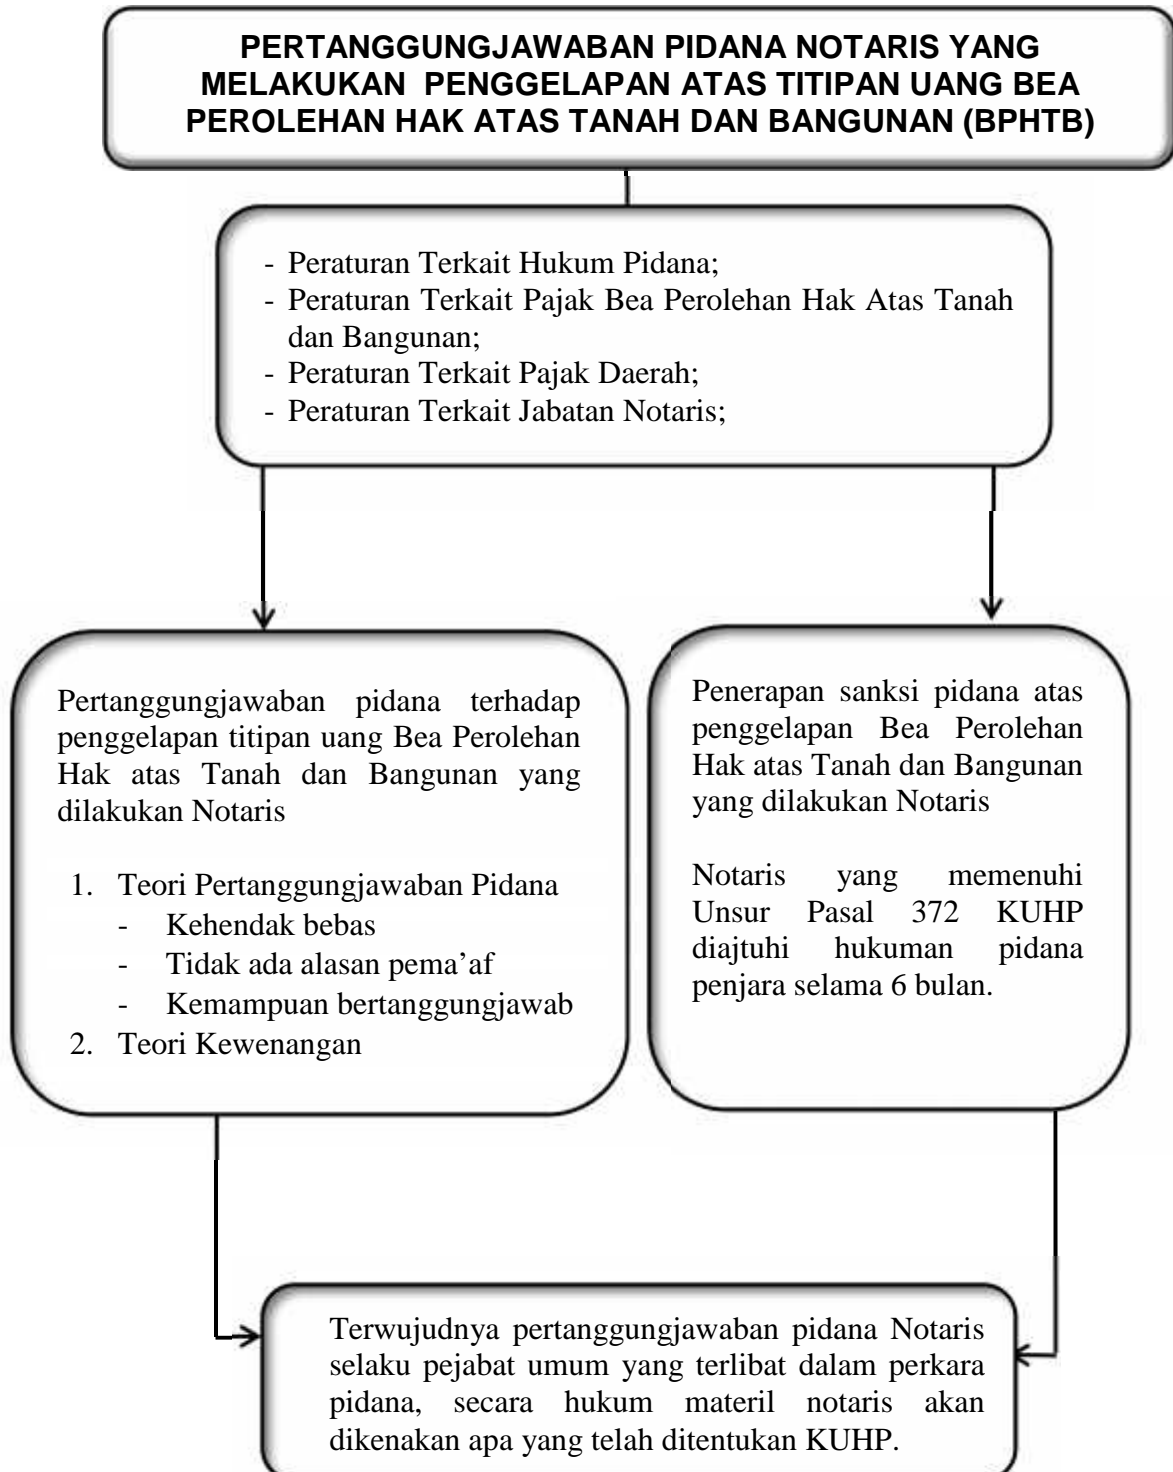 PERTANGGUNGJAWABAN PIDANA NOTARIS YANG
MELAKUKAN PENGGELAPAN ATAS TITIPAN UANG BEA
PEROLEHAN HAK ATAS TANAH DAN BANGUNAN (BPHTB)
- Peraturan Terkait Hukum Pidana;
- Peraturan Terkait Pajak Bea Perolehan Hak Atas Tanah
dan Bangunan;
- Peraturan Terkait Pajak Daerah;
- Peraturan Terkait Jabatan Notaris;
Pertanggungjawaban pidana terhadap
penggelapan titipan uang Bea Perolehan
Hak atas Tanah dan Bangunan yang
dilakukan Notaris
1. Teori Pertanggungjawaban Pidana
- Kehendak bebas
- Tidak ada alasan pema’af
- Kemampuan bertanggungjawab
2. Teori Kewenangan
Penerapan sanksi pidana atas
penggelapan Bea Perolehan
Hak atas Tanah dan Bangunan
yang dilakukan Notaris
Notaris yang memenuhi
Unsur Pasal 372 KUHP
diajtuhi hukuman pidana
penjara selama 6 bulan.
Terwujudnya pertanggungjawaban pidana Notaris
selaku pejabat umum yang terlibat dalam perkara
pidana, secara hukum materil notaris akan
dikenakan apa yang telah ditentukan KUHP.